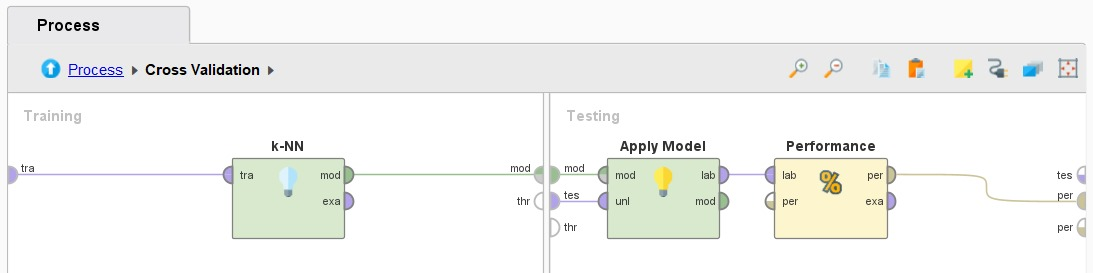 Process
Process Cross Validation
Training
Testing
k-NN
Apply Model
Performance
tra
tra
mod
mod
mod
mod
lab
lab
per
tes
exa
thr
tes
unl
mod
per
exa
per
thr
per